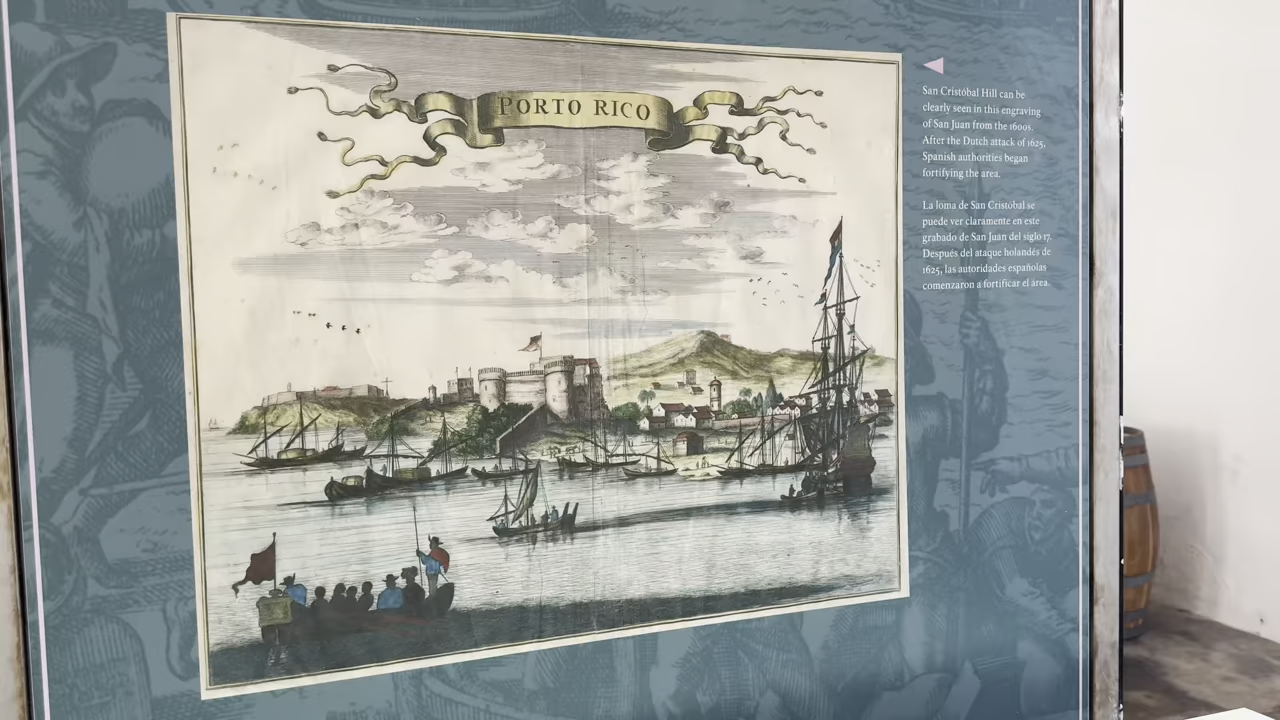 PORTO RICO
San Cristóbal Hill can be
clearly seen in this engraving
of San Juan from the 1600s.
After the Dutch attack of 1625,
Spanish authorities began
fortifying the area.
La loma de San Cristóbal se
puede ver claramente en este
grabado de San Juan del siglo 17.
Después del ataque holandés de
1625, las autoridades españolas
comenzaron a fortificar el área.